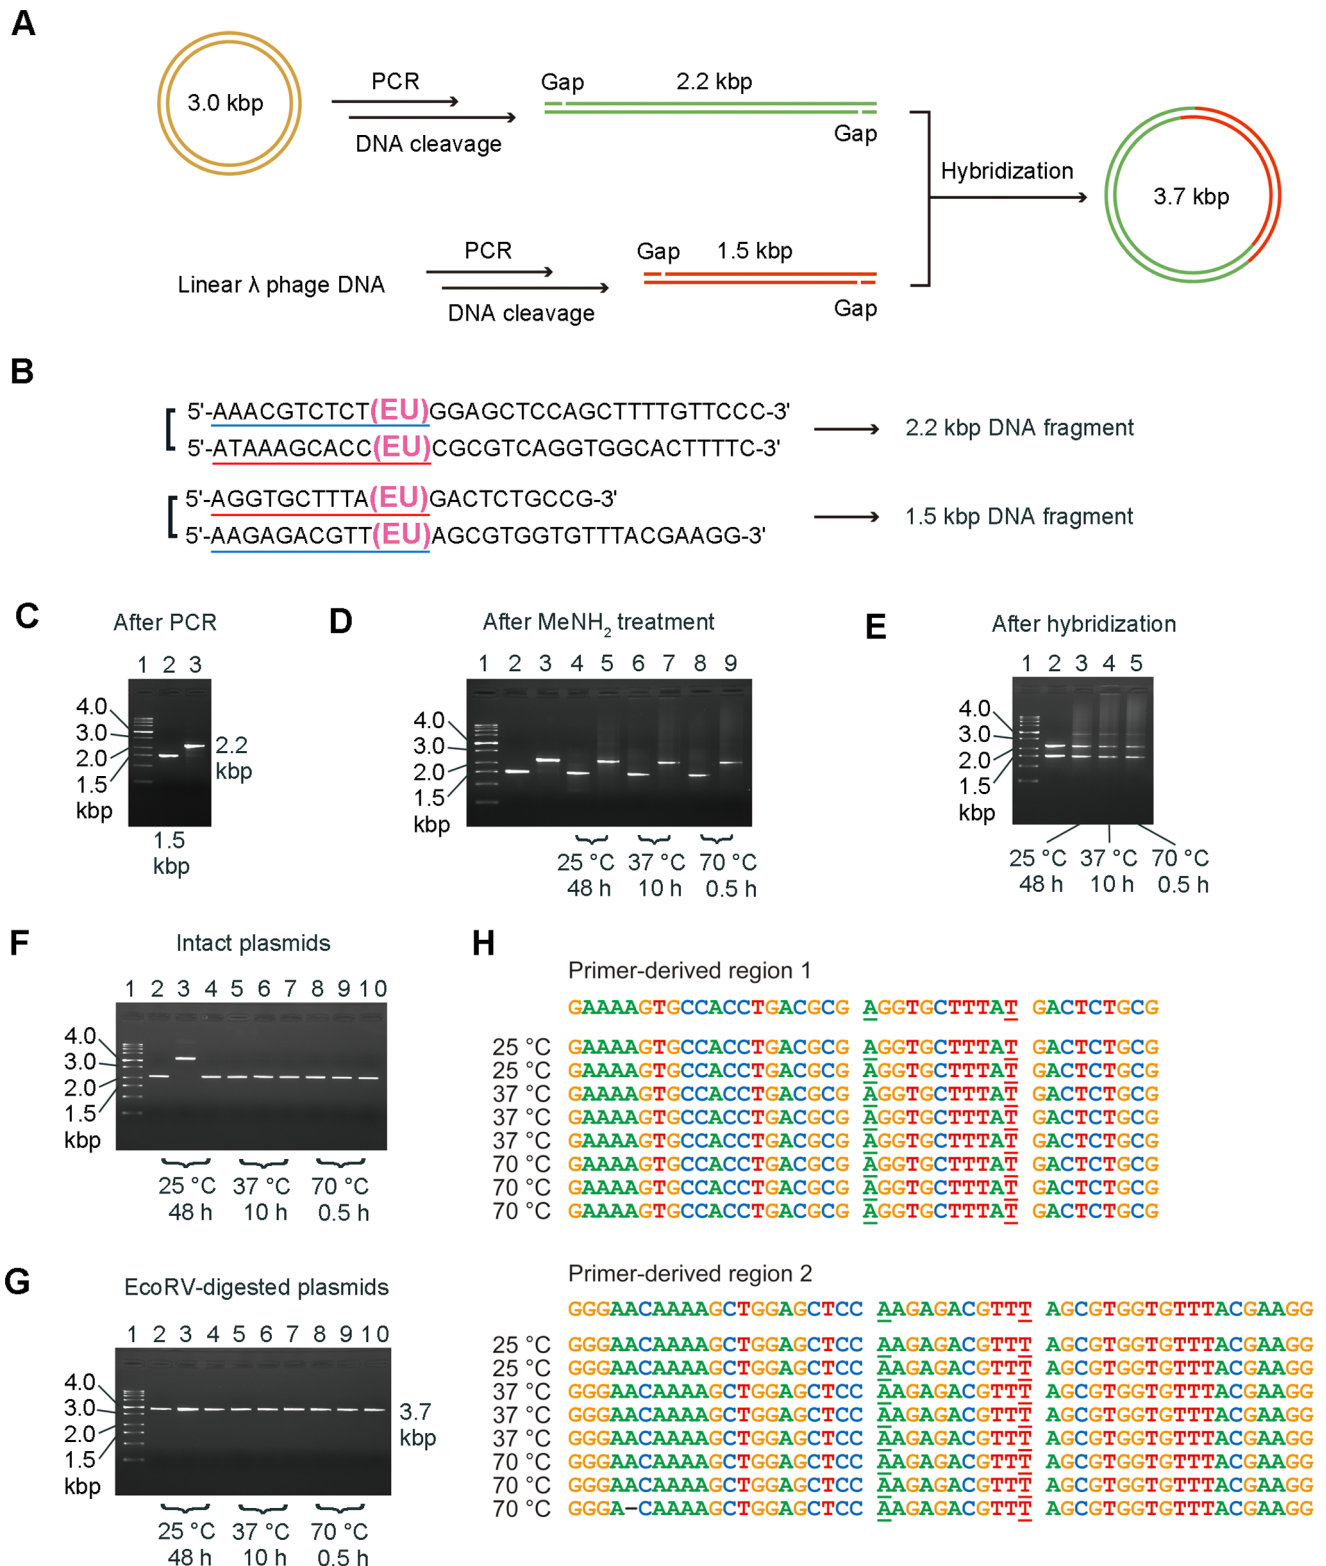 A
3.0 kbp
PCR
DNA cleavage
Gap 2.2 kbp
Gap
Hybridization
3.7 kbp
Linear λ phage DNA
PCR
DNA cleavage
Gap 1.5 kbp
Gap
B
5'-AAACGTCTCT(EU)GGAGCTCCAGCTTTTGTTCCC-3'
5'-ATAAAGCACC(EU)CGCGTCAGGTGGCACTTTTC-3'
2.2 kbp DNA fragment
5'-AGGTGCTTTA(EU)GACTCTGCCG-3'
5'-AAGAGACGTT(EU)AGCGTGGTGTTTACGAAGG-3'
1.5 kbp DNA fragment
C
After PCR
1 2 3
4.0
3.0
2.0
1.5
kbp
2.2
kbp
1.5
kbp
D
After MeNH2 treatment
1 2 3 4 5 6 7 8 9
4.0
3.0
2.0
1.5
kbp
25 °C 37 °C 70 °C
48 h 10 h 0.5 h
E
After hybridization
1 2 3 4 5
4.0
3.0
2.0
1.5
kbp
25 °C 37 °C 70 °C
48 h 10 h 0.5 h
F
Intact plasmids
1 2 3 4 5 6 7 8 9 10
4.0
3.0
2.0
1.5
kbp
25 °C 37 °C 70 °C
48 h 10 h 0.5 h
G
EcoRV-digested plasmids
1 2 3 4 5 6 7 8 9 10
4.0
3.0
2.0
1.5
kbp
3.7
kbp
25 °C 37 °C 70 °C
48 h 10 h 0.5 h
H
Primer-derived region 1
GAAAAGTGCCACCTGACGCG AGGTGCTTTAT GACTCTGCG
25 °C GAAAAGTGCCACCTGACGCG AGGTGCTTTAT GACTCTGCG
25 °C GAAAAGTGCCACCTGACGCG AGGTGCTTTAT GACTCTGCG
37 °C GAAAAGTGCCACCTGACGCG AGGTGCTTTAT GACTCTGCG
37 °C GAAAAGTGCCACCTGACGCG AGGTGCTTTAT GACTCTGCG
37 °C GAAAAGTGCCACCTGACGCG AGGTGCTTTAT GACTCTGCG
70 °C GAAAAGTGCCACCTGACGCG AGGTGCTTTAT GACTCTGCG
70 °C GAAAAGTGCCACCTGACGCG AGGTGCTTTAT GACTCTGCG
70 °C GAAAAGTGCCACCTGACGCG AGGTGCTTTAT GACTCTGCG
Primer-derived region 2
GGGAACAAAAGCTGGAGCTCC AAGAGACGTTT AGCGTGGTGTTTACGAAGG
25 °C GGGAACAAAAGCTGGAGCTCC AAGAGACGTTT AGCGTGGTGTTTACGAAGG
25 °C GGGAACAAAAGCTGGAGCTCC AAGAGACGTTT AGCGTGGTGTTTACGAAGG
37 °C GGGAACAAAAGCTGGAGCTCC AAGAGACGTTT AGCGTGGTGTTTACGAAGG
37 °C GGGAACAAAAGCTGGAGCTCC AAGAGACGTTT AGCGTGGTGTTTACGAAGG
37 °C GGGAACAAAAGCTGGAGCTCC AAGAGACGTTT AGCGTGGTGTTTACGAAGG
70 °C GGGAACAAAAGCTGGAGCTCC AAGAGACGTTT AGCGTGGTGTTTACGAAGG
70 °C GGGAACAAAAGCTGGAGCTCC AAGAGACGTTT AGCGTGGTGTTTACGAAGG
70 °C GGGA-CAAAAGCTGGAGCTCC AAGAGACGTTT AGCGTGGTGTTTACGAAGG